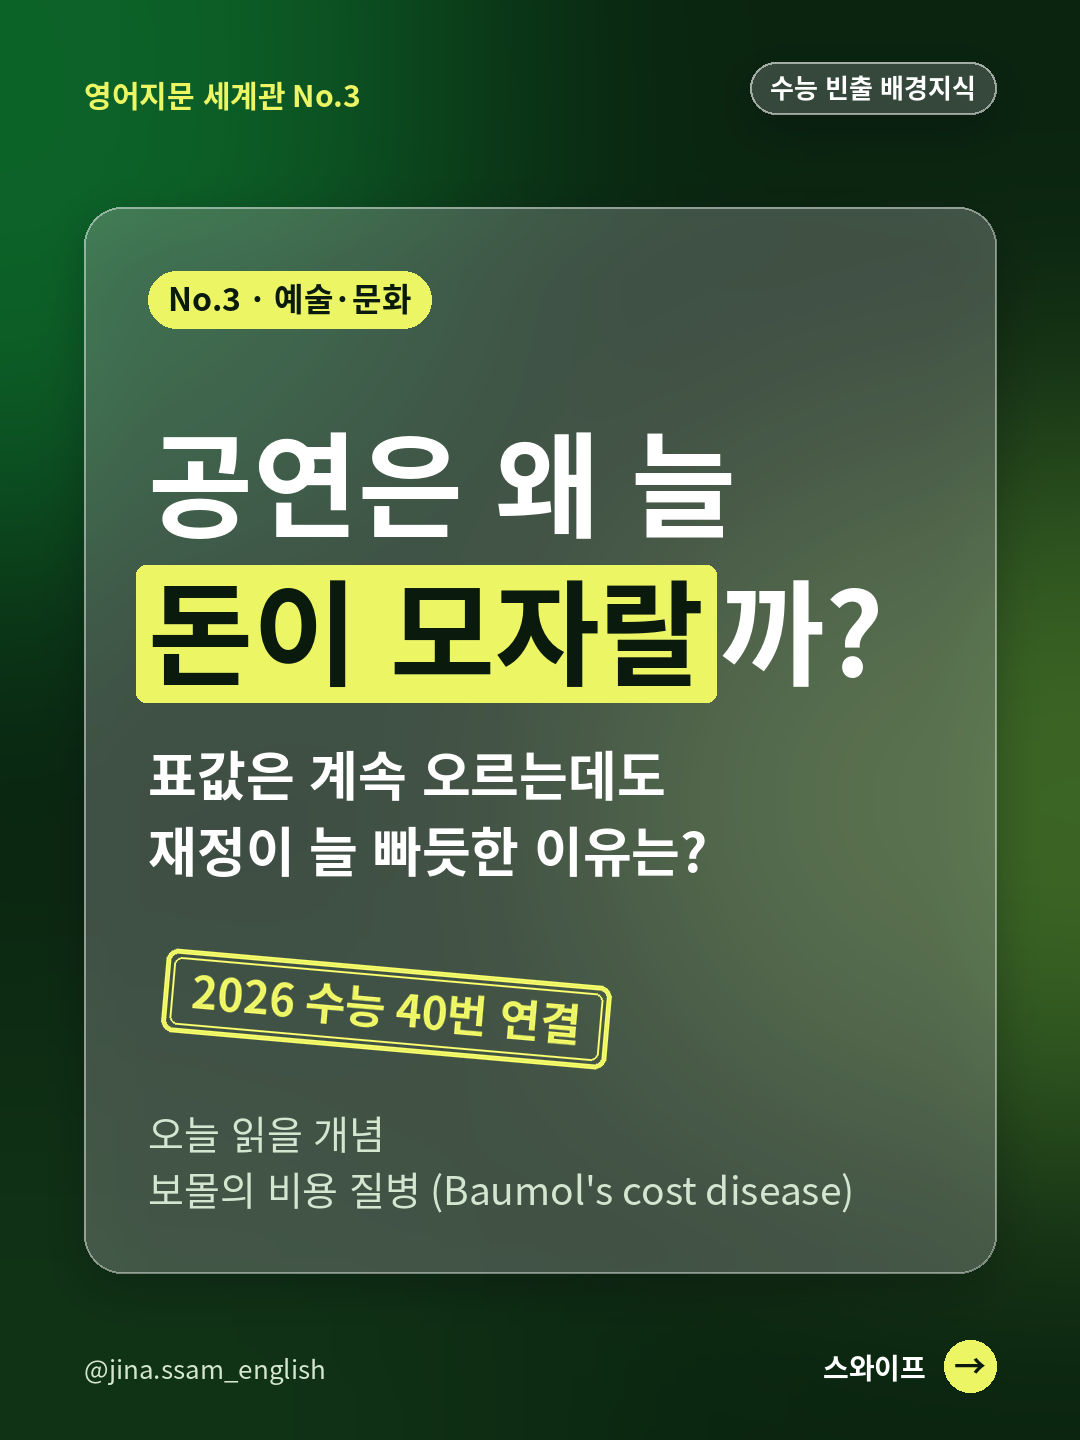 영어지문 세계관 No.3
수능 빈출 배경지식
No.3 · 예술·문화
공연은 왜 늘
돈이 모자랄까?
표값은 계속 오르는데도
재정이 늘 빠듯한 이유는?
2026 수능 40번 연결
오늘 읽을 개념
보몰의 비용 질병 (Baumol's cost disease)
@jina.ssam_english
스와이프 →